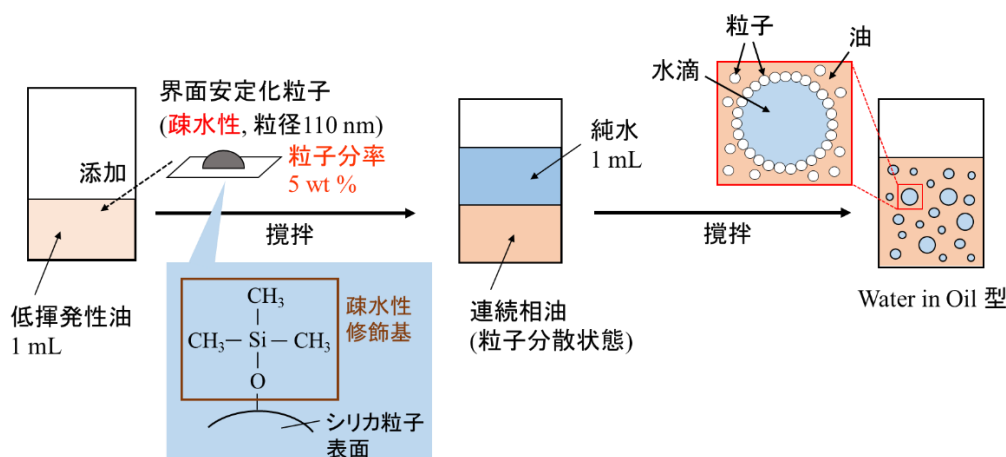 界面安定化粒子
(疎水性, 粒径110 nm)
粒子分率
5 wt %
添加
撹拌
低揮発性油
1 mL
CH3
CH3
Si
CH3
O
疎水性
修飾基
シリカ粒子
表面
純水
1 mL
連続相油
(粒子分散状態)
撹拌
粒子
油
水滴
Water in Oil 型